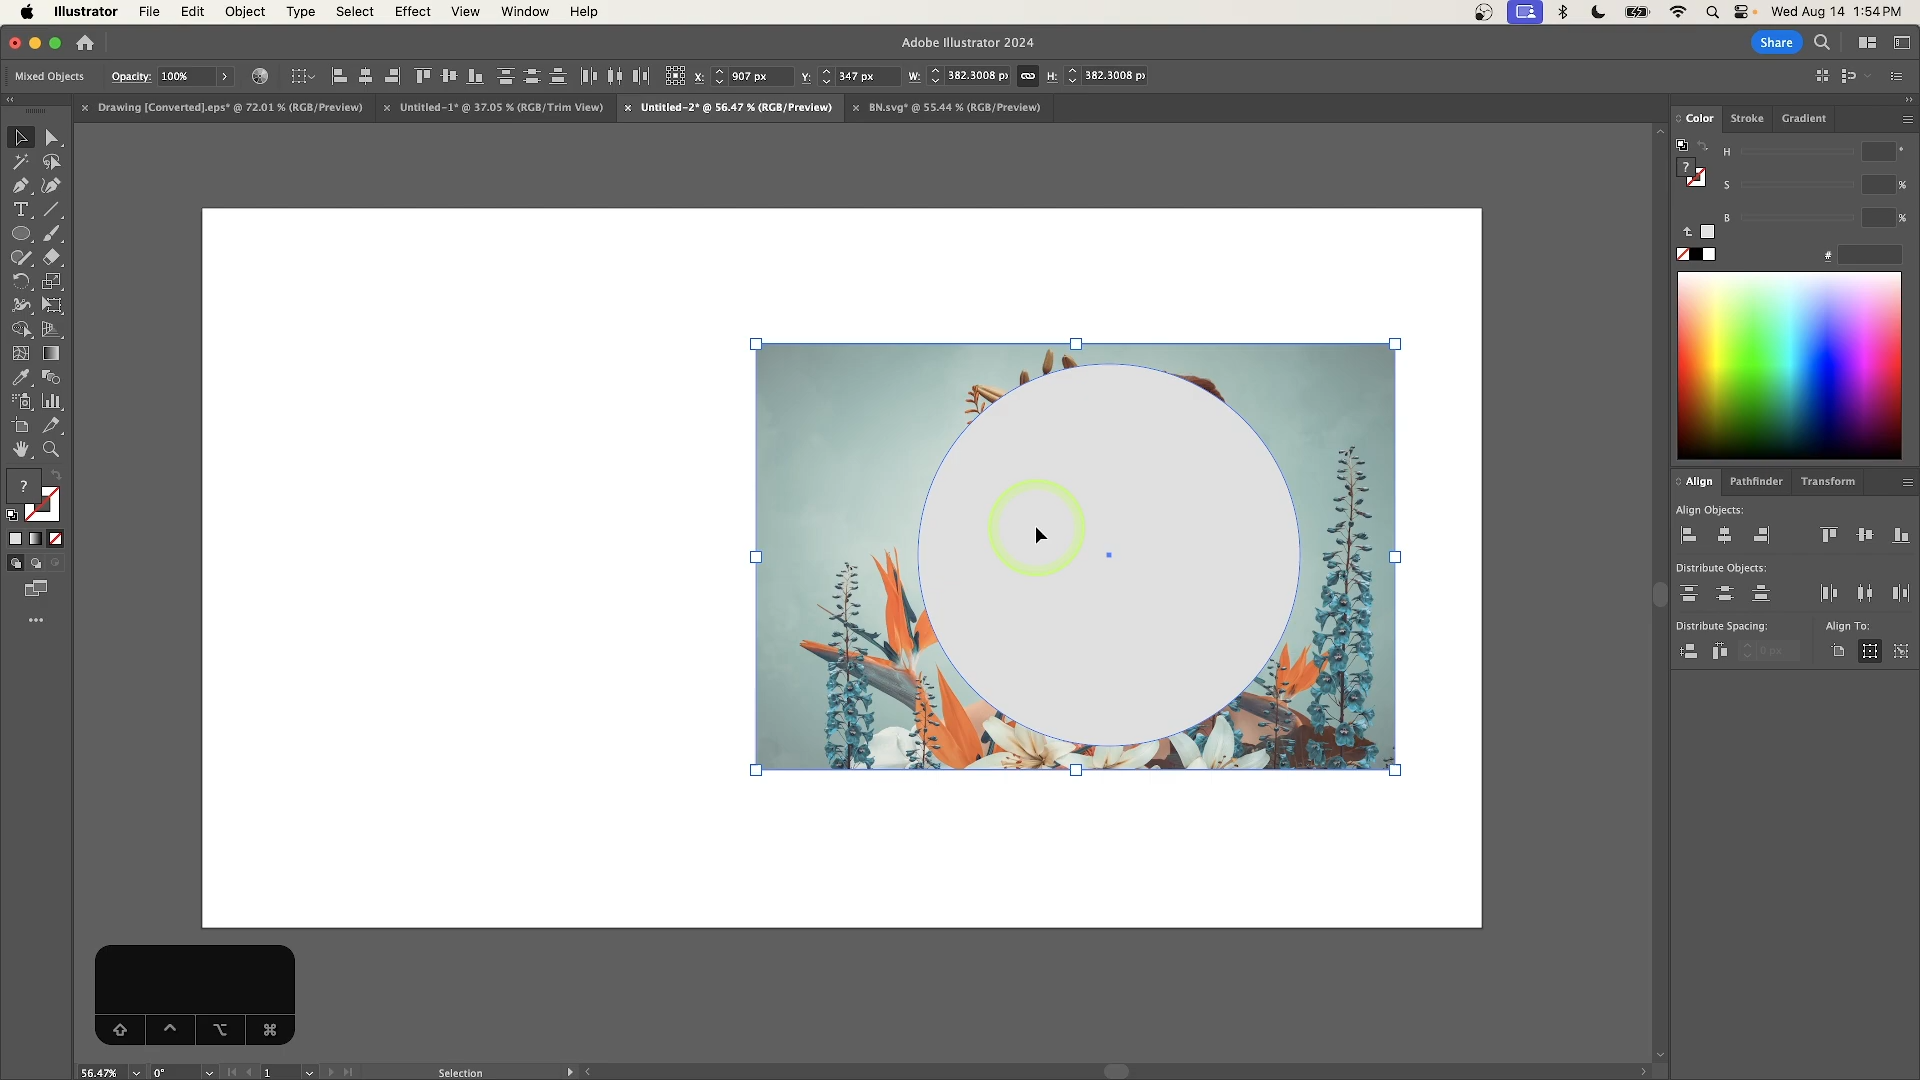 Illustrator File Edit Object Type Select Effect View Window Help Wed Aug 14 1:54 PM
Adobe Illustrator 2024 Share
Mixed Objects Opacity: 100% X: 907 px Y: 347 px W: 382.3008 px H: 382.3008 px
Drawing [Converted].eps* @ 72.01 % (RGB/Preview) Untitled-1* @ 37.05 % (RGB/Trim View) Untitled-2* @ 56.47 % (RGB/Preview) BN.svg* @ 55.44 % (RGB/Preview)
Color Stroke Gradient
H °
S %
B %
#
Align Pathfinder Transform
Align Objects:
Distribute Objects:
Distribute Spacing: Align To:
0 px
56.47% 0° 1 Selection